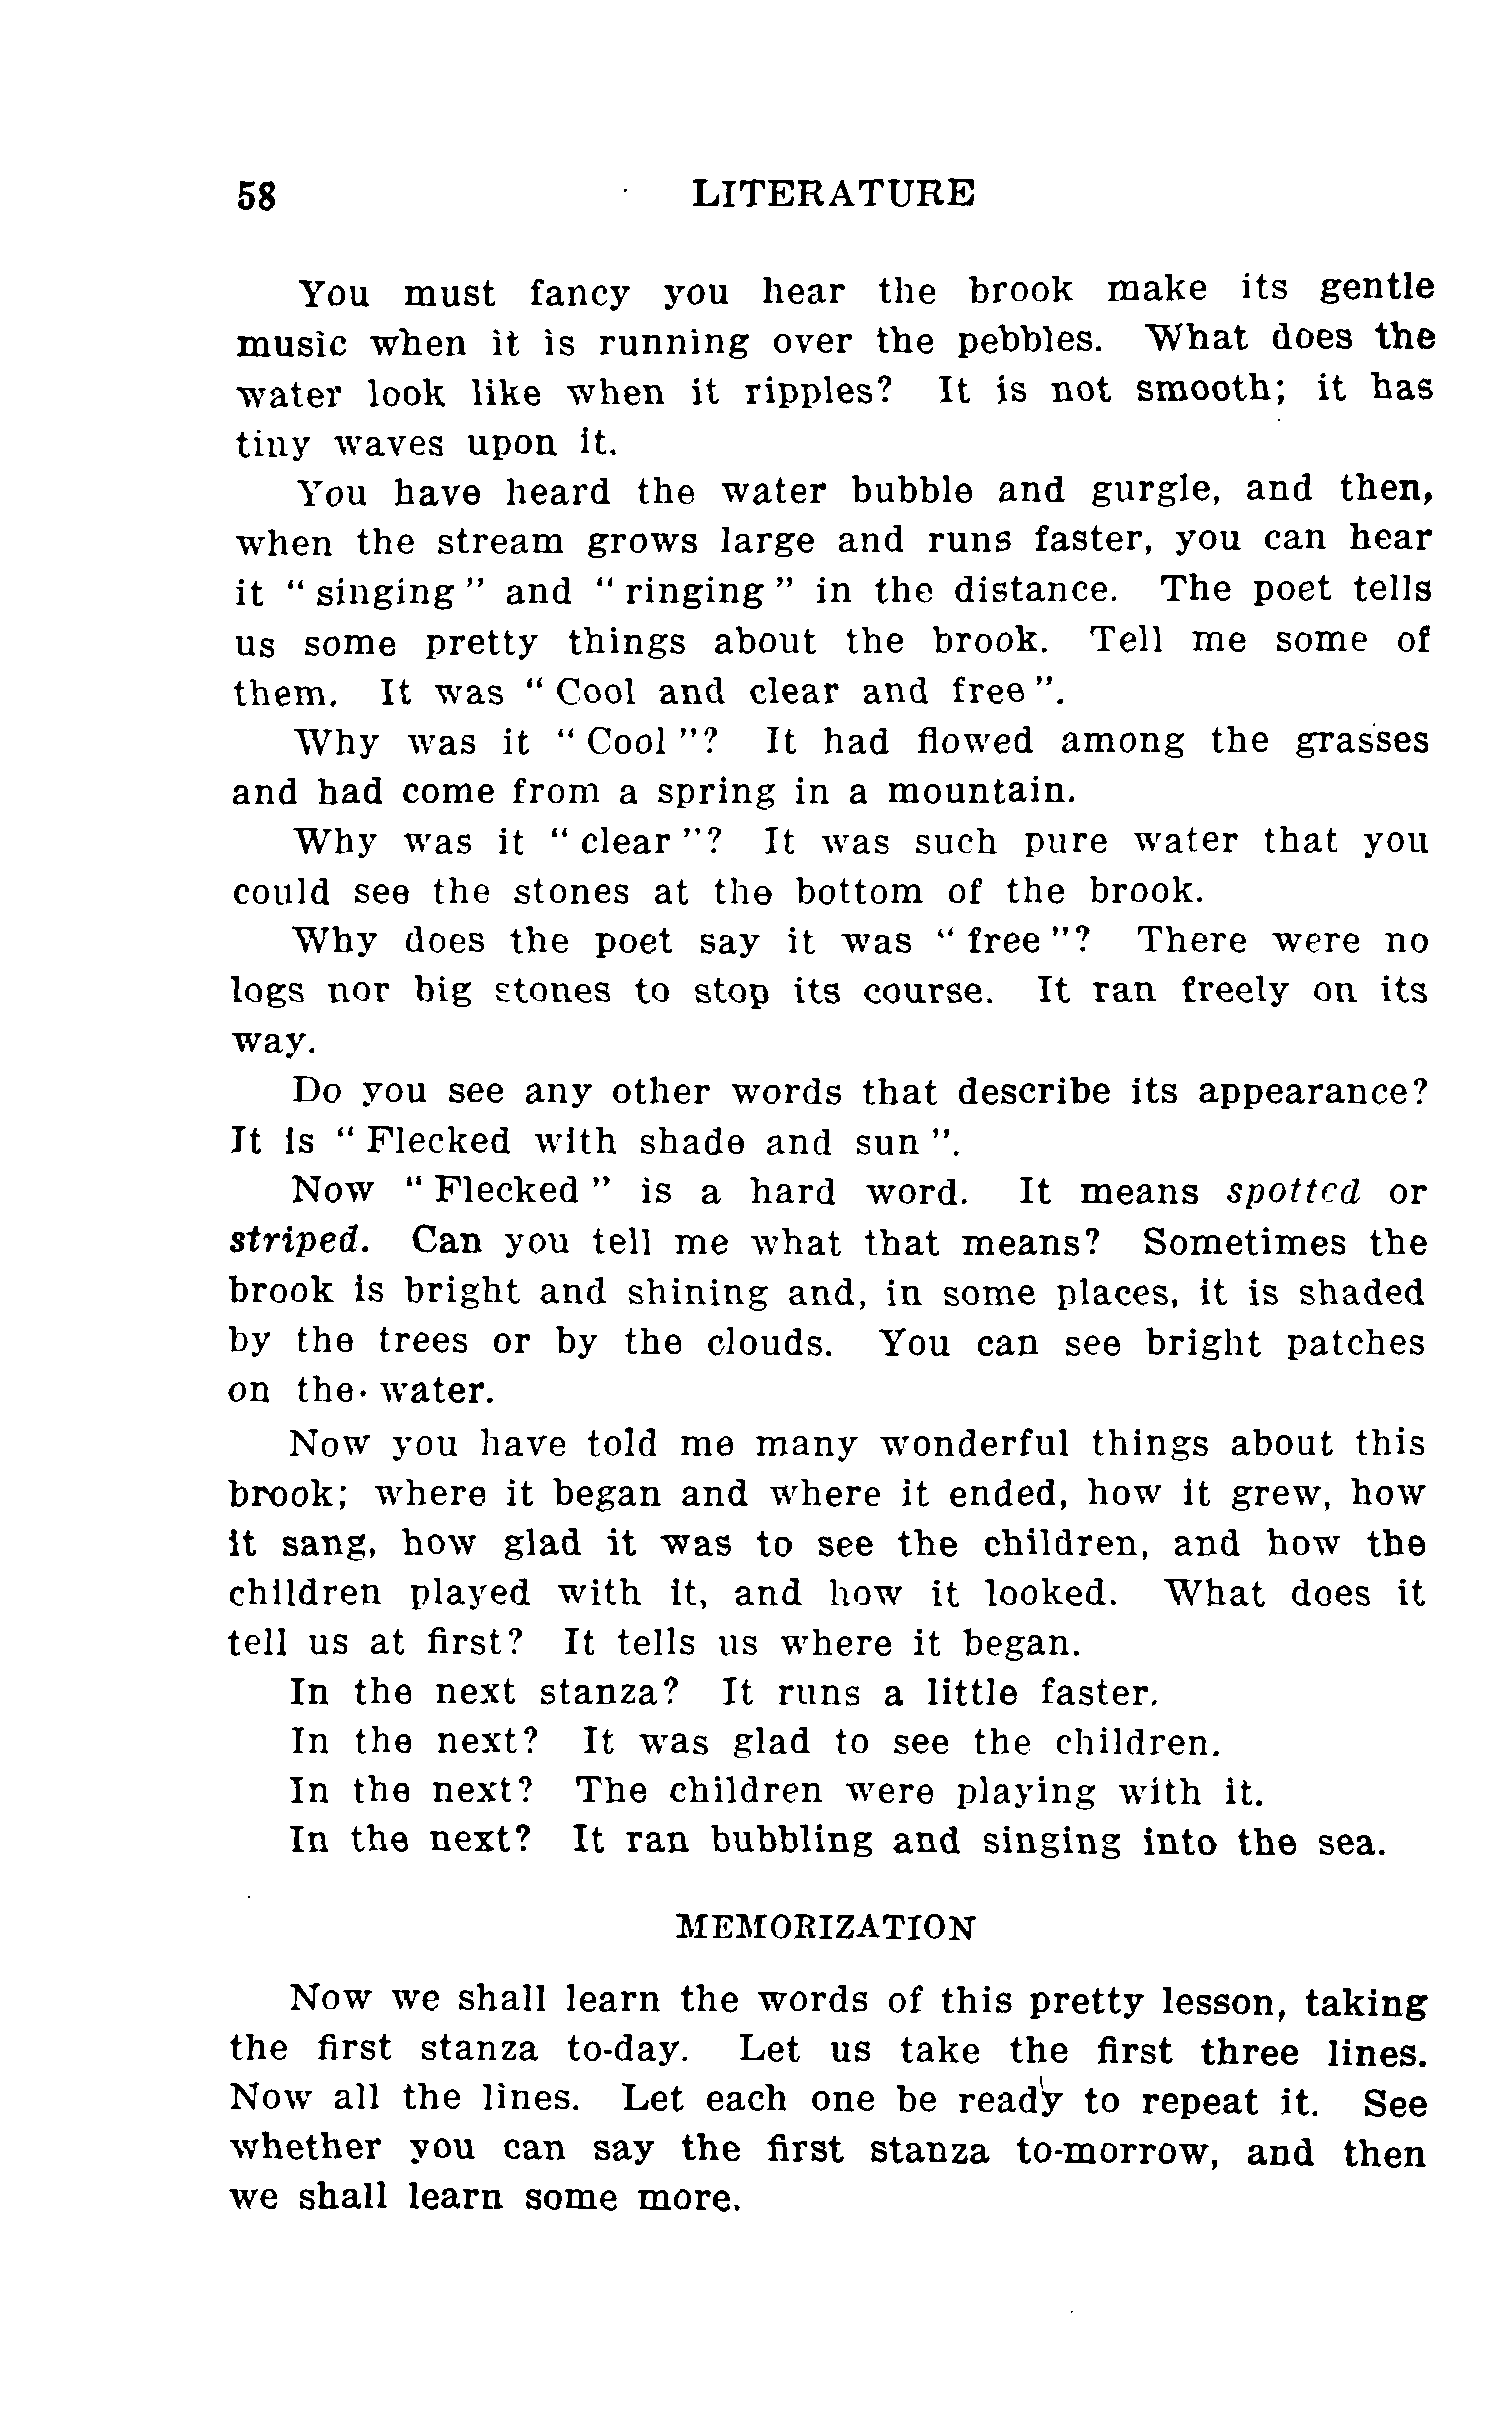 58 LITERATURE
You must fancy you hear the brook make its gentle
music when it is running over the pebbles. What does the
water look like when it ripples? It is not smooth; it has
tiny waves upon it.
You have heard the water bubble and gurgle, and then,
when the stream grows large and runs faster, you can hear
it " singing " and " ringing " in the distance. The poet tells
us some pretty things about the brook. Tell me some of
them. It was " Cool and clear and free ".
Why was it " Cool "? It had flowed among the grasses
and had come from a spring in a mountain.
Why was it " clear "? It was such pure water that you
could see the stones at the bottom of the brook.
Why does the poet say it was " free "? There were no
logs nor big stones to stop its course. It ran freely on its
way.
Do you see any other words that describe its appearance?
It is " Flecked with shade and sun ".
Now " Flecked " is a hard word. It means spotted or
striped. Can you tell me what that means? Sometimes the
brook is bright and shining and, in some places, it is shaded
by the trees or by the clouds. You can see bright patches
on the water.
Now you have told me many wonderful things about this
brook; where it began and where it ended, how it grew, how
it sang, how glad it was to see the children, and how the
children played with it, and how it looked. What does it
tell us at first? It tells us where it began.
In the next stanza? It runs a little faster.
In the next? It was glad to see the children.
In the next? The children were playing with it.
In the next? It ran bubbling and singing into the sea.
MEMORIZATION
Now we shall learn the words of this pretty lesson, taking
the first stanza to-day. Let us take the first three lines.
Now all the lines. Let each one be ready to repeat it. See
whether you can say the first stanza to-morrow, and then
we shall learn some more.